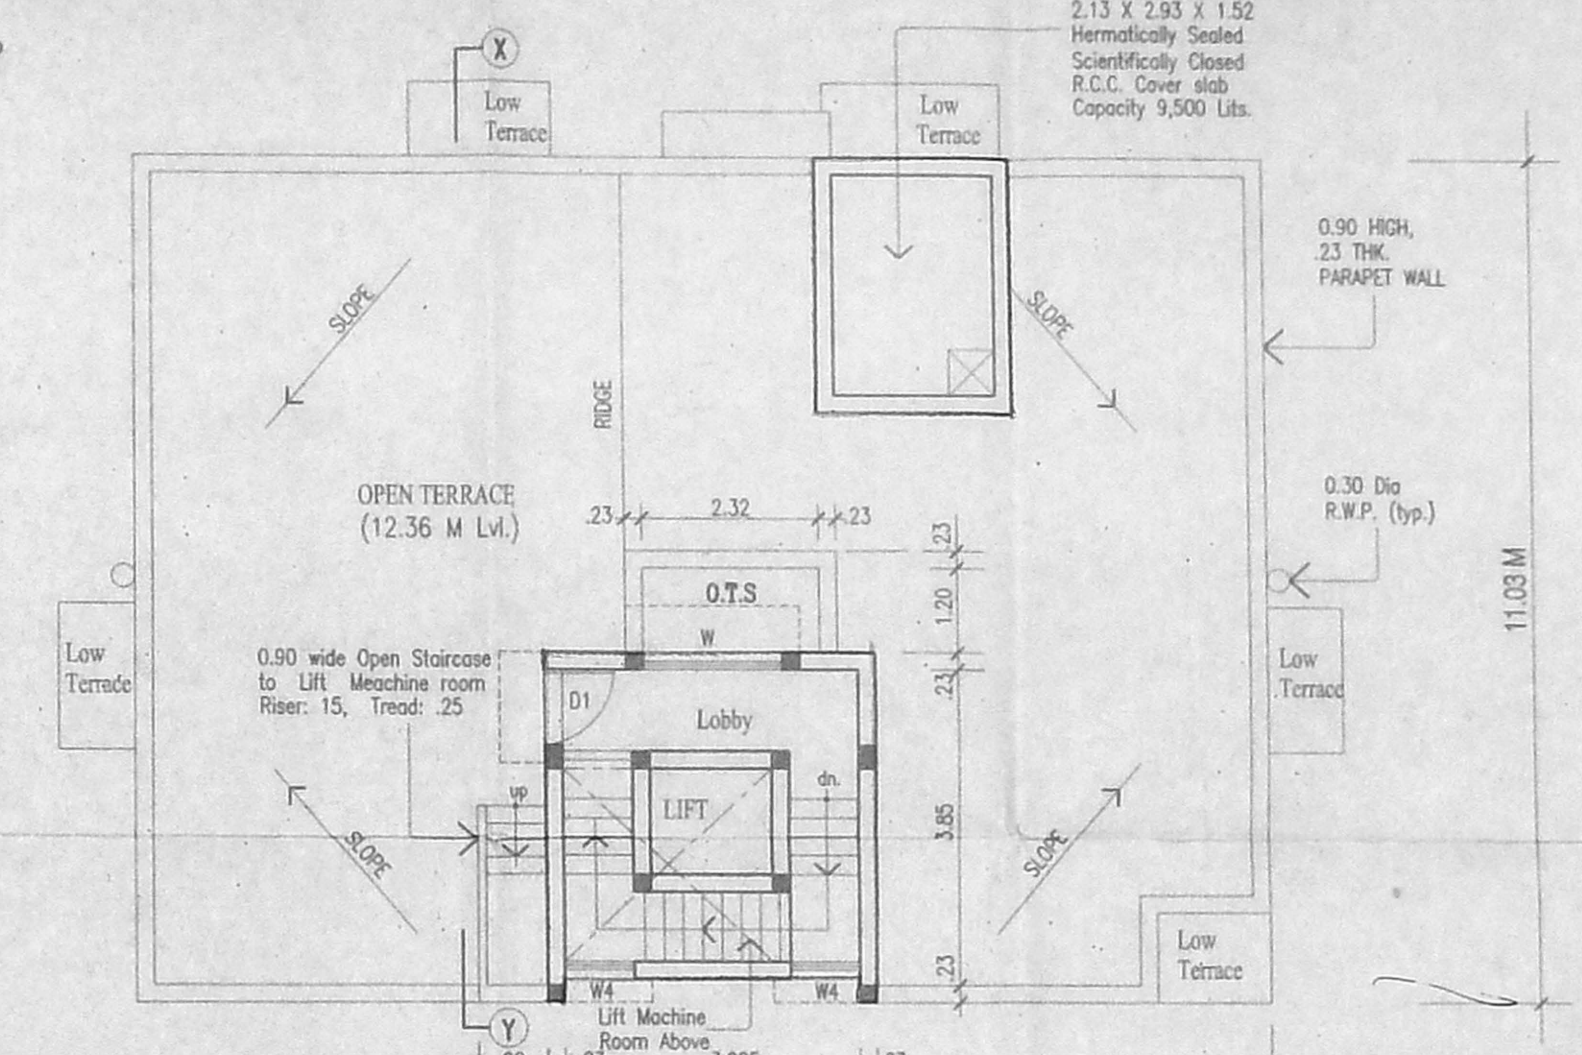 2.13 X 2.93 X 1.52
Hermatically Sealed
Scientifically Closed
R.C.C. Cover slab
Capacity 9,500 Lits.
X
Low
Terrace
Low
Terrace
0.90 HIGH,
.23 THK.
PARAPET WALL
SLOPE
SLOPE
RIDGE
OPEN TERRACE
(12.36 M Lvl.)
.23
2.32
.23
.23
0.30 Dia
R.W.P. (typ.)
11.03 M
O.T.S
1.20
W
Low
Terrace
0.90 wide Open Staircase
to Lift Meachine room
Riser: 15, Tread: .25
D1
Lobby
.23
Low
Terrace
up
LIFT
dn.
3.85
SLOPE
SLOPE
Low
Terrace
.23
W4
W4
Y
Lift Machine
Room Above